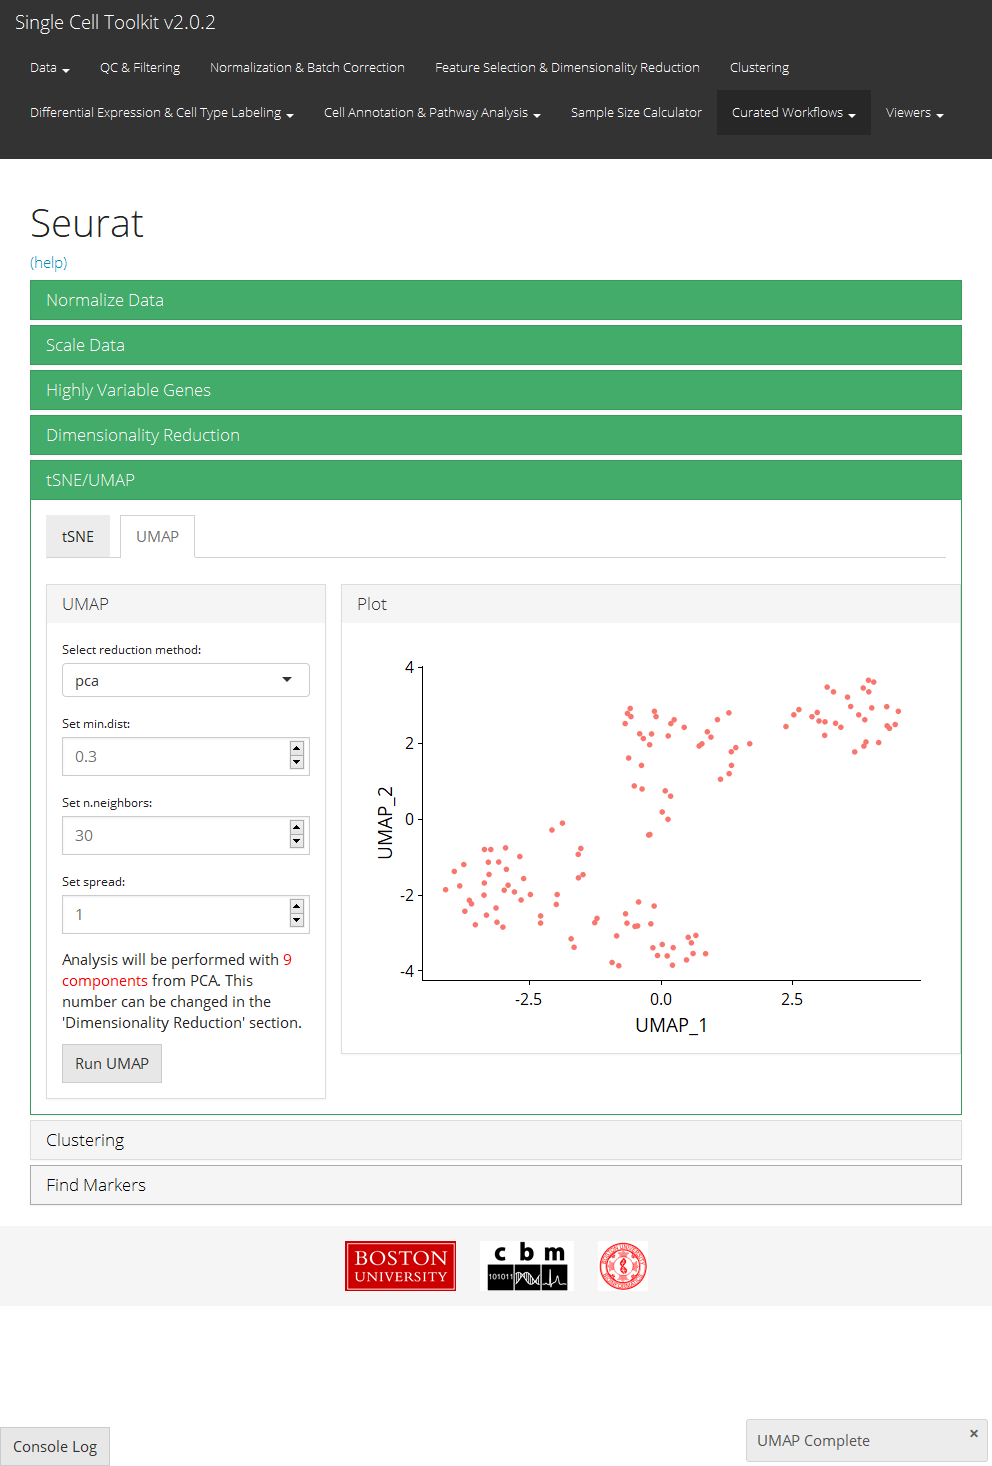 Single Cell Toolkit v2.0.2
Data
QC & Filtering
Normalization & Batch Correction
Feature Selection & Dimensionality Reduction
Clustering
Differential Expression & Cell Type Labeling
Cell Annotation & Pathway Analysis
Sample Size Calculator
Curated Workflows
Viewers
Seurat
(help)
Normalize Data
Scale Data
Highly Variable Genes
Dimensionality Reduction
tSNE/UMAP
tSNE
UMAP
UMAP
Select reduction method:
pca
Set min.dist:
0.3
Set n.neighbors:
30
Set spread:
1
Analysis will be performed with 9
components from PCA. This
number can be changed in the
'Dimensionality Reduction' section.
Run UMAP
Plot
4
2
0
-2
-4
UMAP_2
-2.5
0.0
2.5
UMAP_1
Clustering
Find Markers
BOSTON
UNIVERSITY
cbm
101011
Console Log
UMAP Complete
×